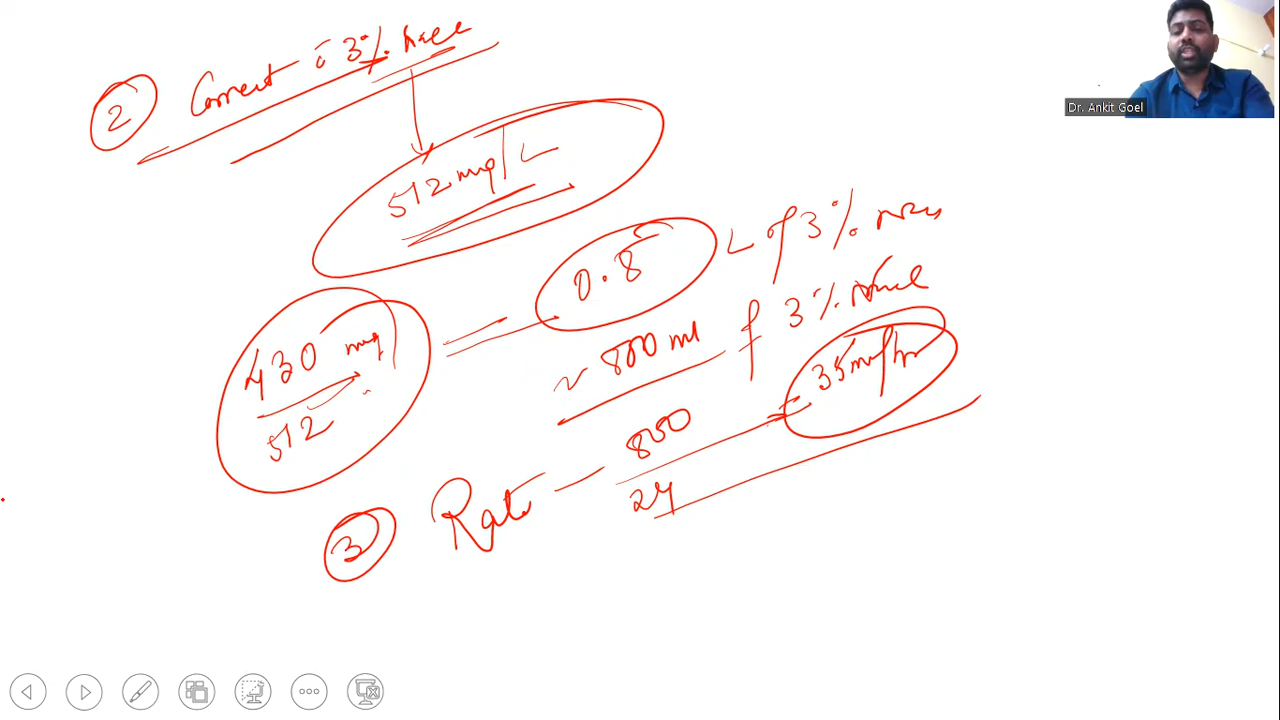 2 Correct c̄ 3% NaCl
512 meq/L
430 meq
512
= 0.8 L of 3% NaCl
~ 800 ml of 3% NaCl
3 Rate — 800
24
= 35 ml/hr
Dr. Ankit Goel